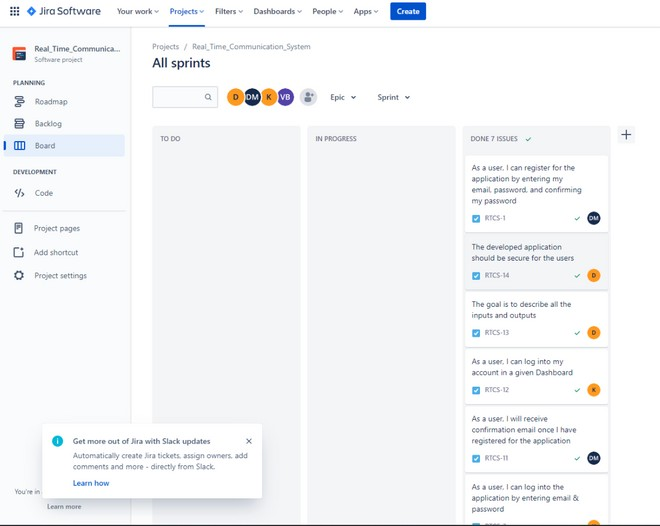 Jira Software
Your work
Projects
Filters
Dashboards
People
Apps
Create
Real_Time_Communica...
Software project
PLANNING
Roadmap
Backlog
Board
DEVELOPMENT
Code
Project pages
Add shortcut
Project settings
You're in
Learn more
Projects / Real_Time_Communication_System
All sprints
D DM K VB
Epic
Sprint
TO DO
IN PROGRESS
DONE 7 ISSUES
As a user, I can register for the
application by entering my
email, password, and confirming
my password
RTCS-1
DM
The developed application
should be secure for the users
RTCS-14
D
The goal is to describe all the
inputs and outputs
RTCS-13
D
As a user, I can log into my
account in a given Dashboard
RTCS-12
K
As a user, I will receive
confirmation email once I have
registered for the application
RTCS-11
DM
As a user, I can log into the
application by entering email &
password
Get more out of Jira with Slack updates
Automatically create Jira tickets, assign owners, add
comments and more - directly from Slack.
Learn how